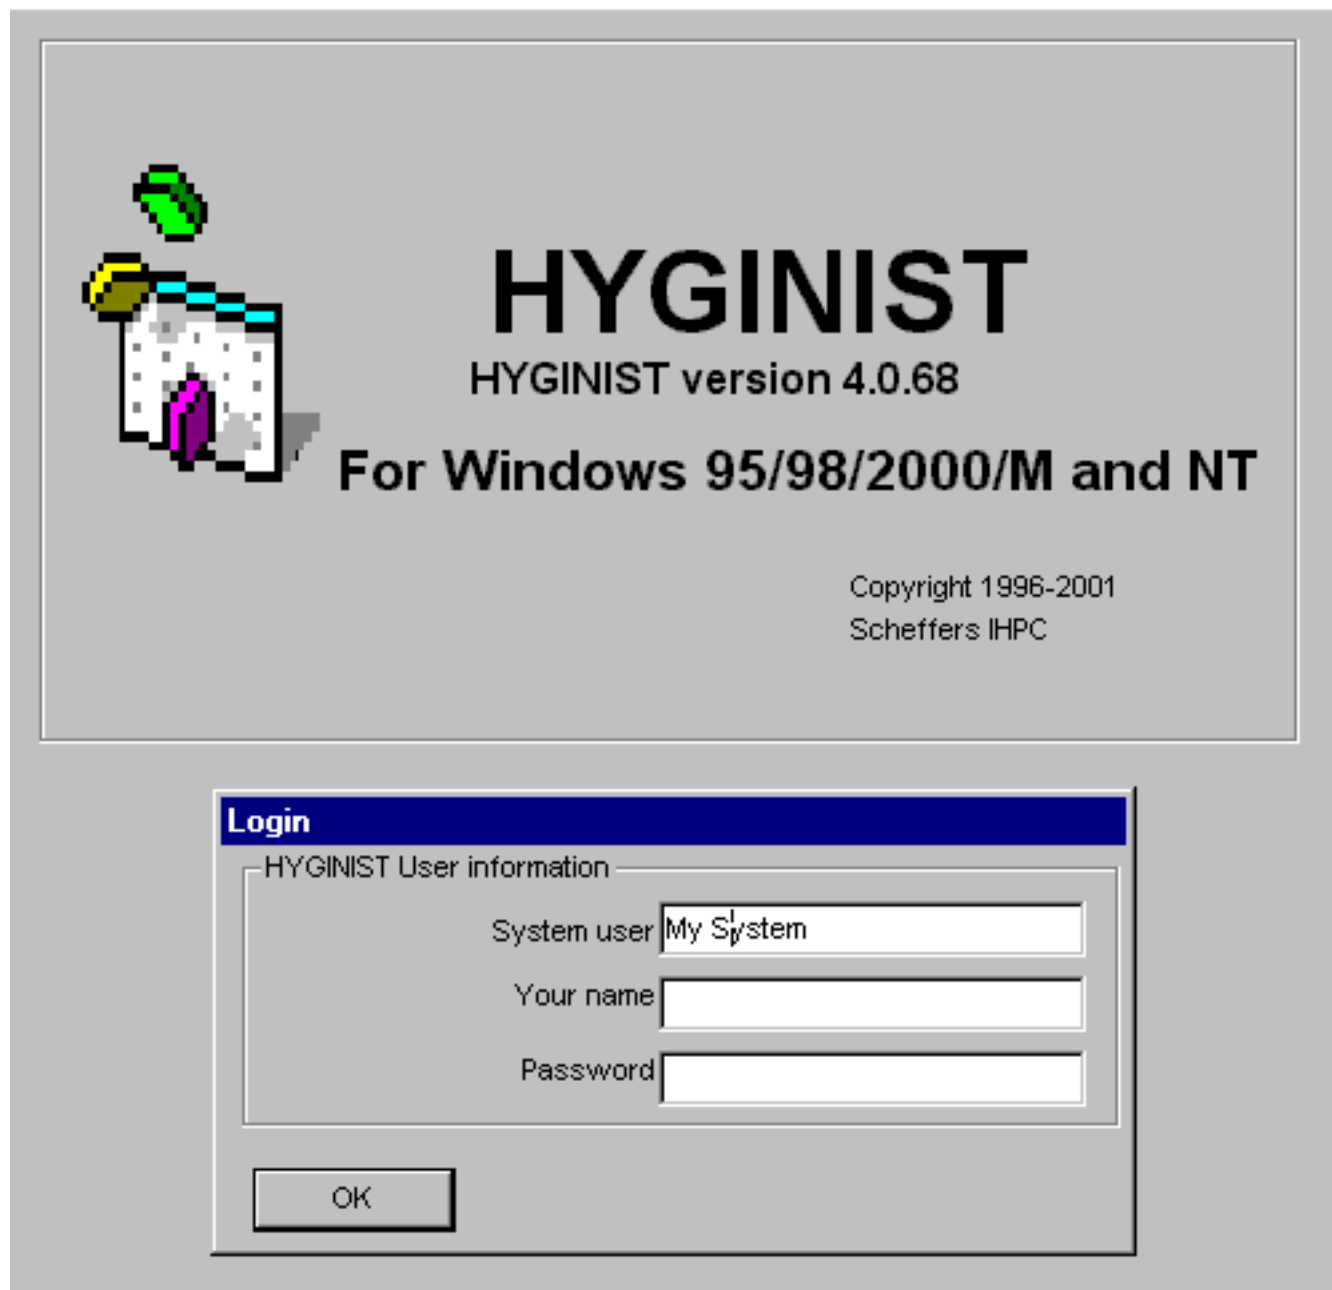 HYGINIST
HYGINIST version 4.0.68
For Windows 95/98/2000/M and NT
Copyright 1996-2001
Scheffers IHPC
Login
HYGINIST User information
System user My System
Your name
Password
OK